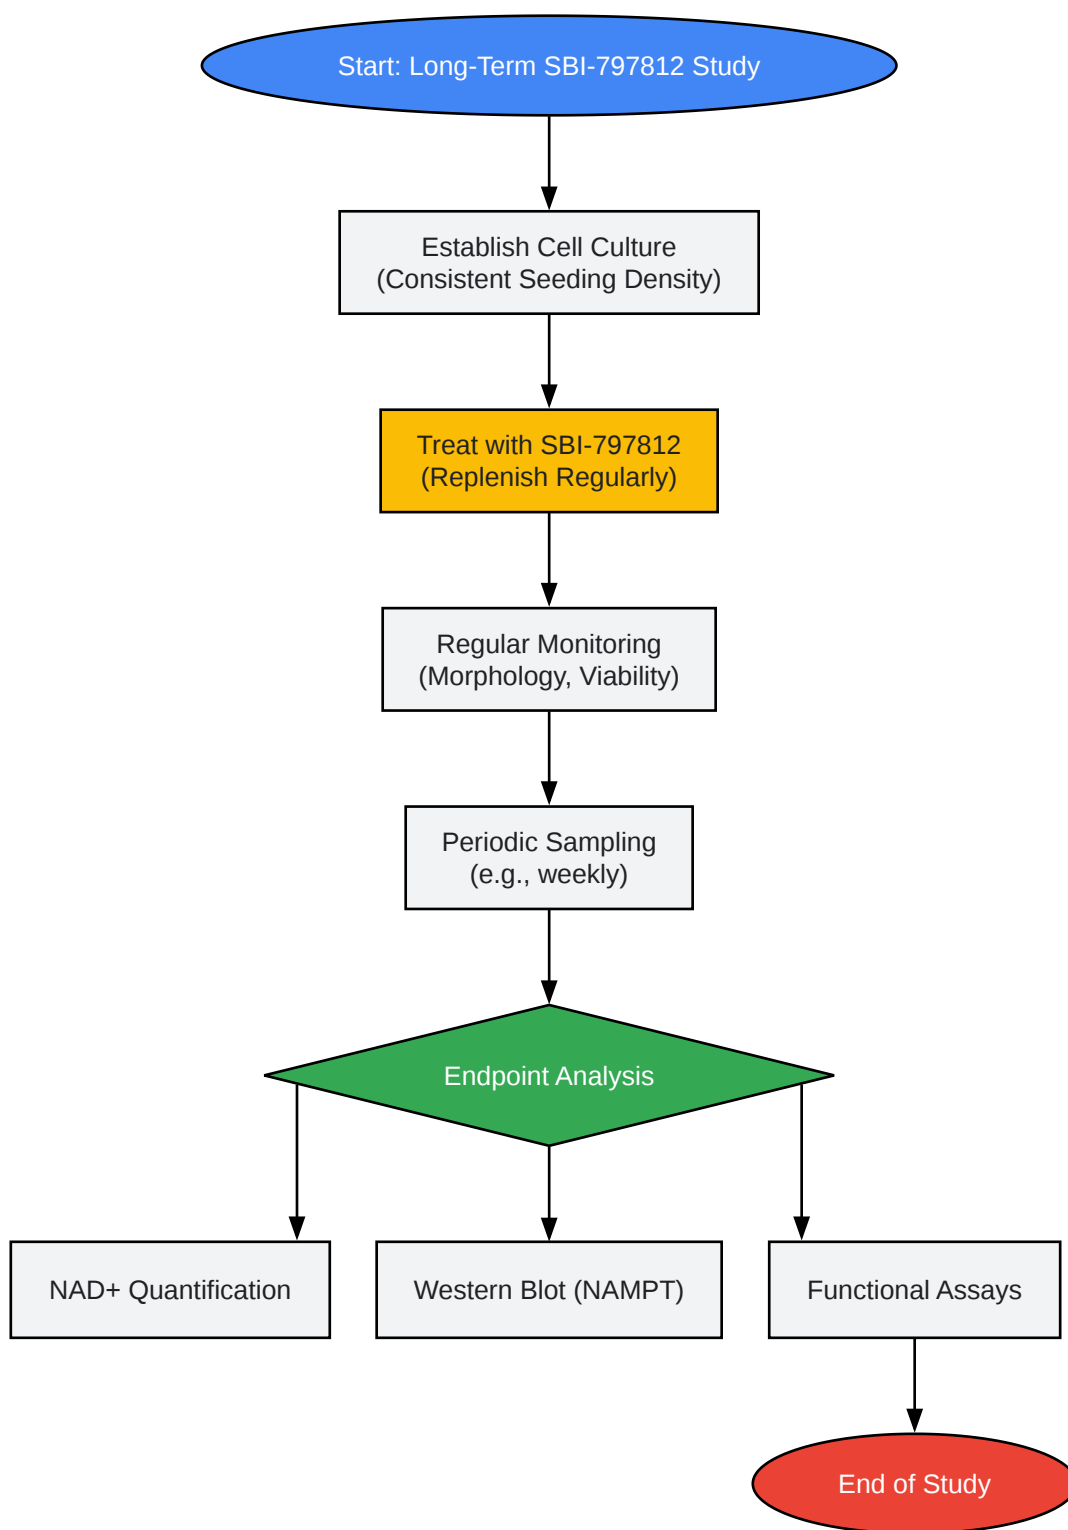 Start: Long-Term SBI-797812 Study
Establish Cell Culture
(Consistent Seeding Density)
Treat with SBI-797812
(Replenish Regularly)
Regular Monitoring
(Morphology, Viability)
Periodic Sampling
(e.g., weekly)
Endpoint Analysis
NAD+ Quantification
Western Blot (NAMPT)
Functional Assays
End of Study